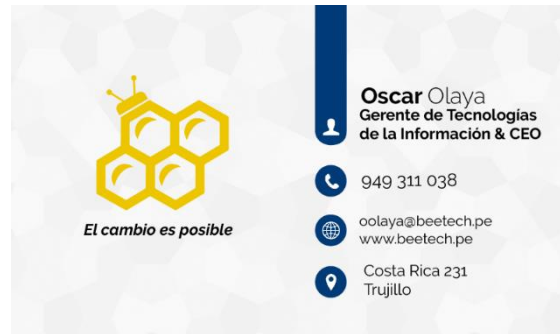 El cambio es posible
Oscar Olaya
Gerente de Tecnologías
de la Información & CEO
949 311 038
oolaya@beetech.pe
www.beetech.pe
Costa Rica 231
Trujillo